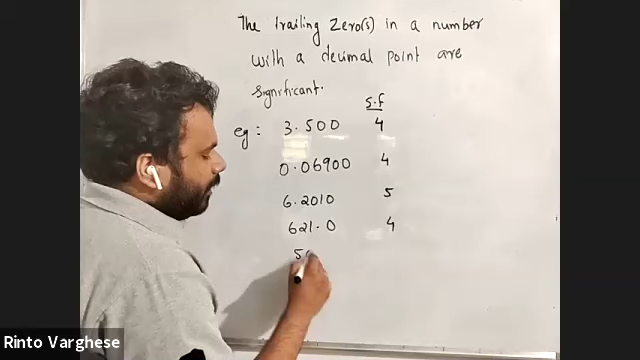 The trailing Zero(s) in a number
with a decimal point are
significant.
S.f
eg : 3.500 4
0.06900 4
6.2010 5
621.0 4
5
Rinto Varghese